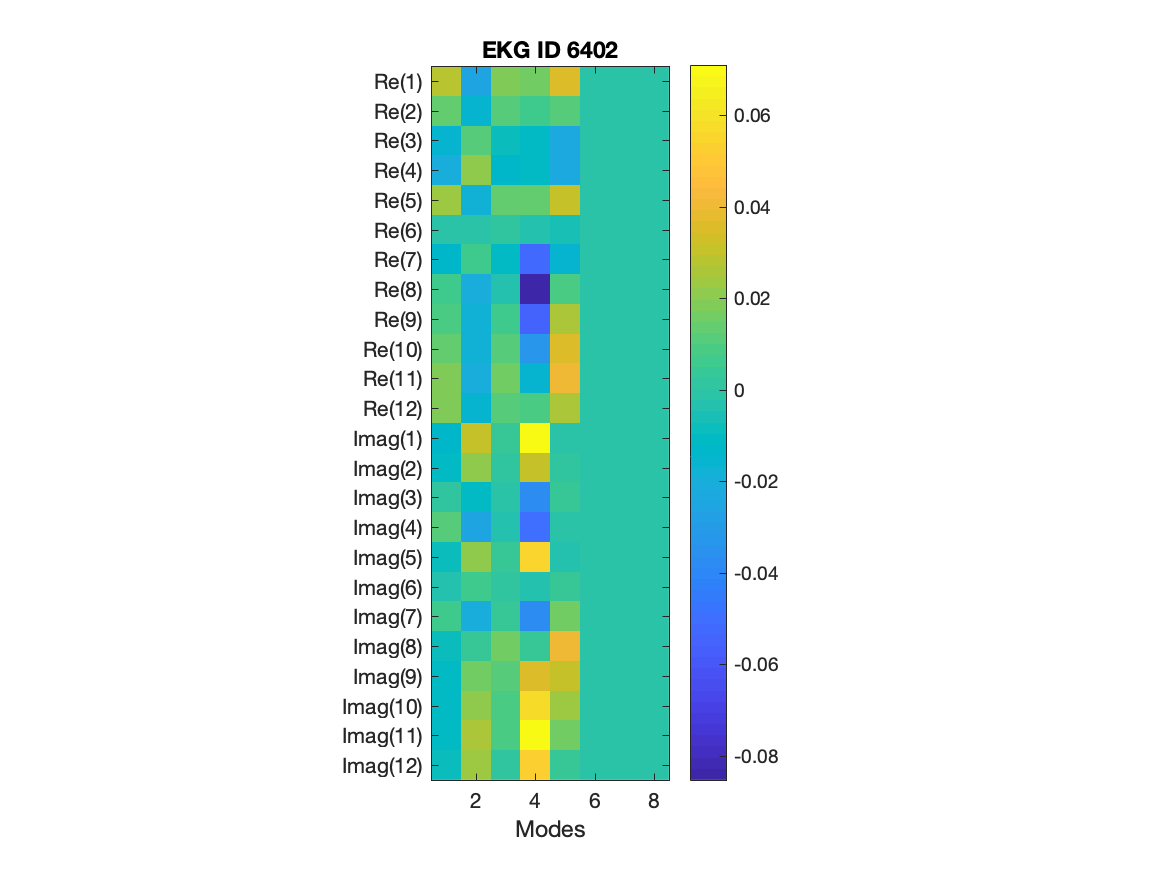 EKG ID 6402
Re(1)
Re(2)
Re(3)
Re(4)
Re(5)
Re(6)
Re(7)
Re(8)
Re(9)
Re(10)
Re(11)
Re(12)
Imag(1)
Imag(2)
Imag(3)
Imag(4)
Imag(5)
Imag(6)
Imag(7)
Imag(8)
Imag(9)
Imag(10)
Imag(11)
Imag(12)
2 4 6 8
Modes
0.06
0.04
0.02
0
-0.02
-0.04
-0.06
-0.08